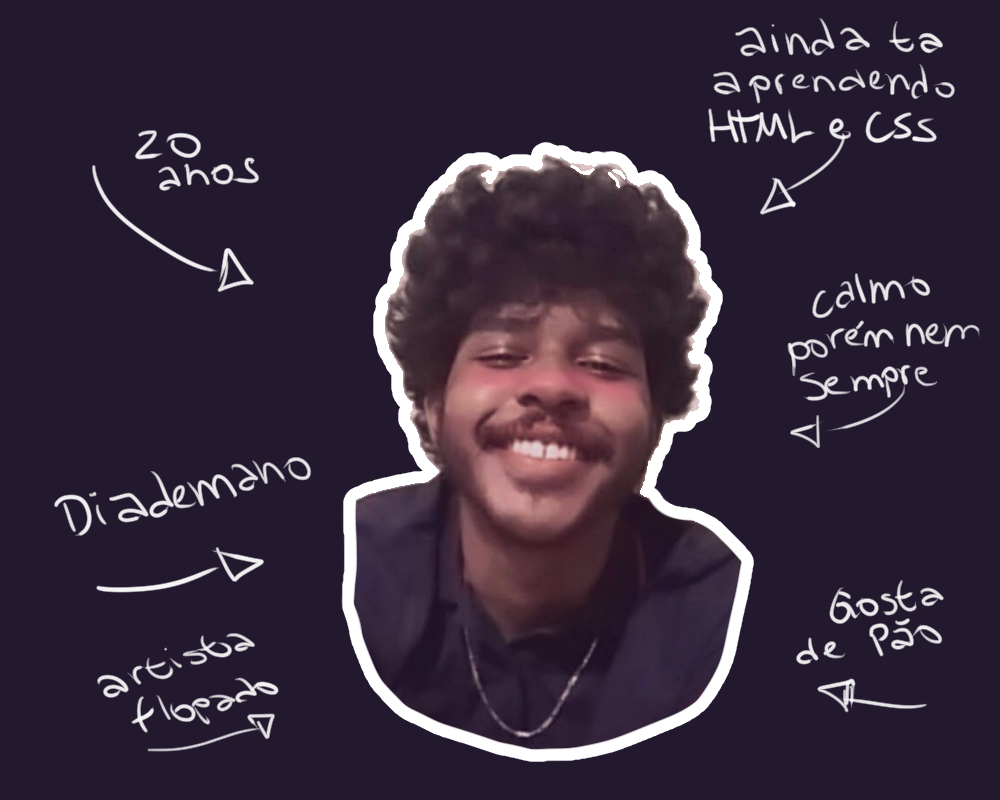 20
anos
Diademano
artista
flopado
ainda ta
aprendendo
HTML e CSS
calmo
porém nem
sempre
Gosta
de Pão